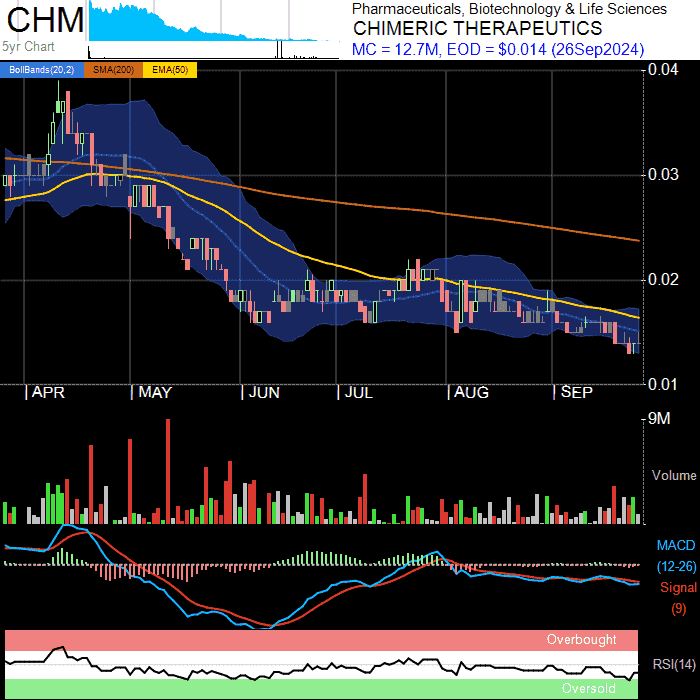 CHM
5yr Chart
Pharmaceuticals, Biotechnology & Life Sciences
CHIMERIC THERAPEUTICS
MC = 12.7M, EOD = $0.014 (26Sep2024)
BollBands(20,2) SMA(200) EMA(50)
0.04
0.03
0.02
0.01
APR MAY JUN JUL AUG SEP
9M
Volume
MACD
(12-26)
Signal
(9)
Overbought
RSI(14)
Oversold